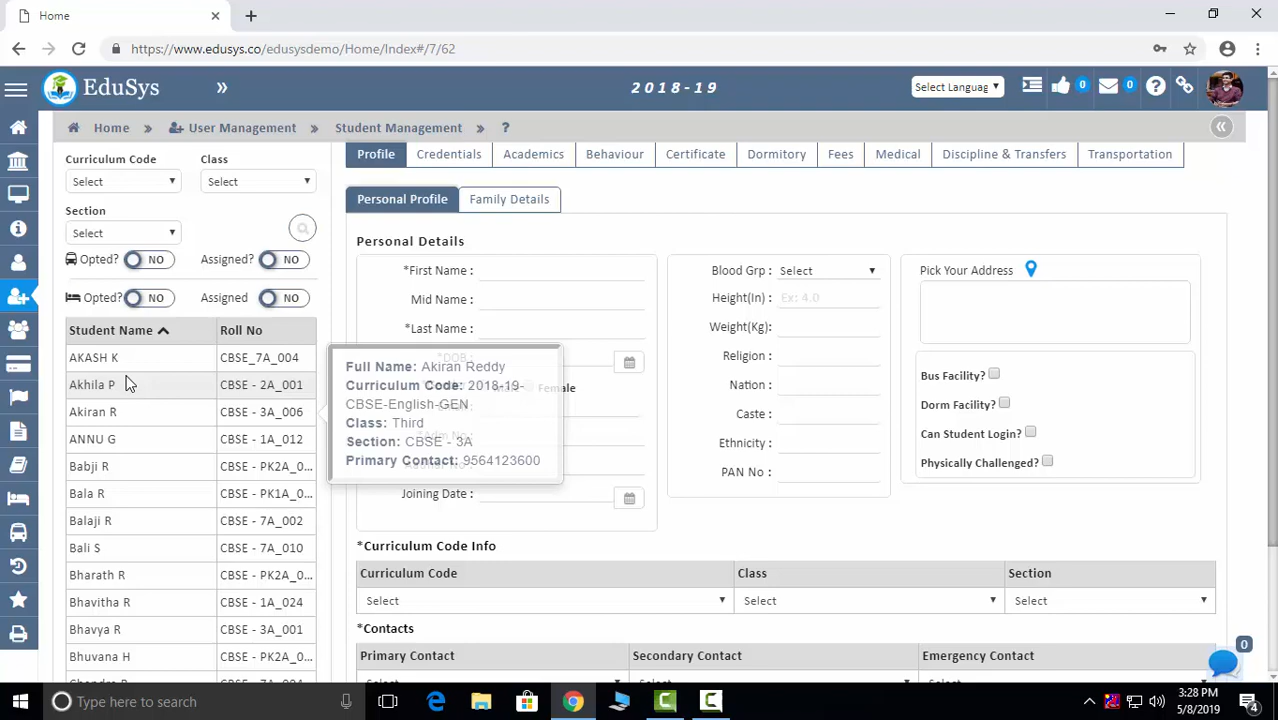 Home
https://www.edusys.co/edusysdemo/Home/Index#/7/62
EduSys » 2018-19 Select Languag 0 0
Home » User Management » Student Management » ?
Curriculum Code Class
Select Select
Section
Select
Opted? NO Assigned? NO
Opted? NO Assigned NO
Student Name Roll No
AKASH K CBSE_7A_004
Akhila P CBSE - 2A_001
Akiran R CBSE - 3A_006
ANNU G CBSE - 1A_012
Babji R CBSE - PK2A_0...
Bala R CBSE - PK1A_0...
Balaji R CBSE - 7A_002
Bali S CBSE - 7A_010
Bharath R CBSE - PK2A_0...
Bhavitha R CBSE - 1A_024
Bhavya R CBSE - 3A_001
Bhuvana H CBSE - PK2A_0...
Profile Credentials Academics Behaviour Certificate Dormitory Fees Medical Discipline & Transfers Transportation
Personal Profile Family Details
Personal Details
*First Name :
Mid Name :
*Last Name :
*DOB
Female
Full Name: Akiran Reddy
Curriculum Code: 2018-19-
CBSE-English-GEN
Class: Third
Section: CBSE - 3A
Primary Contact: 9564123600
Joining Date :
Blood Grp : Select
Height(In) : Ex: 4.0
Weight(Kg) :
Religion :
Nation :
Caste :
Ethnicity :
PAN No :
Pick Your Address
Bus Facility?
Dorm Facility?
Can Student Login?
Physically Challenged?
*Curriculum Code Info
Curriculum Code Class Section
Select Select Select
*Contacts
Primary Contact Secondary Contact Emergency Contact
0
Type here to search
3:28 PM
5/8/2019
4